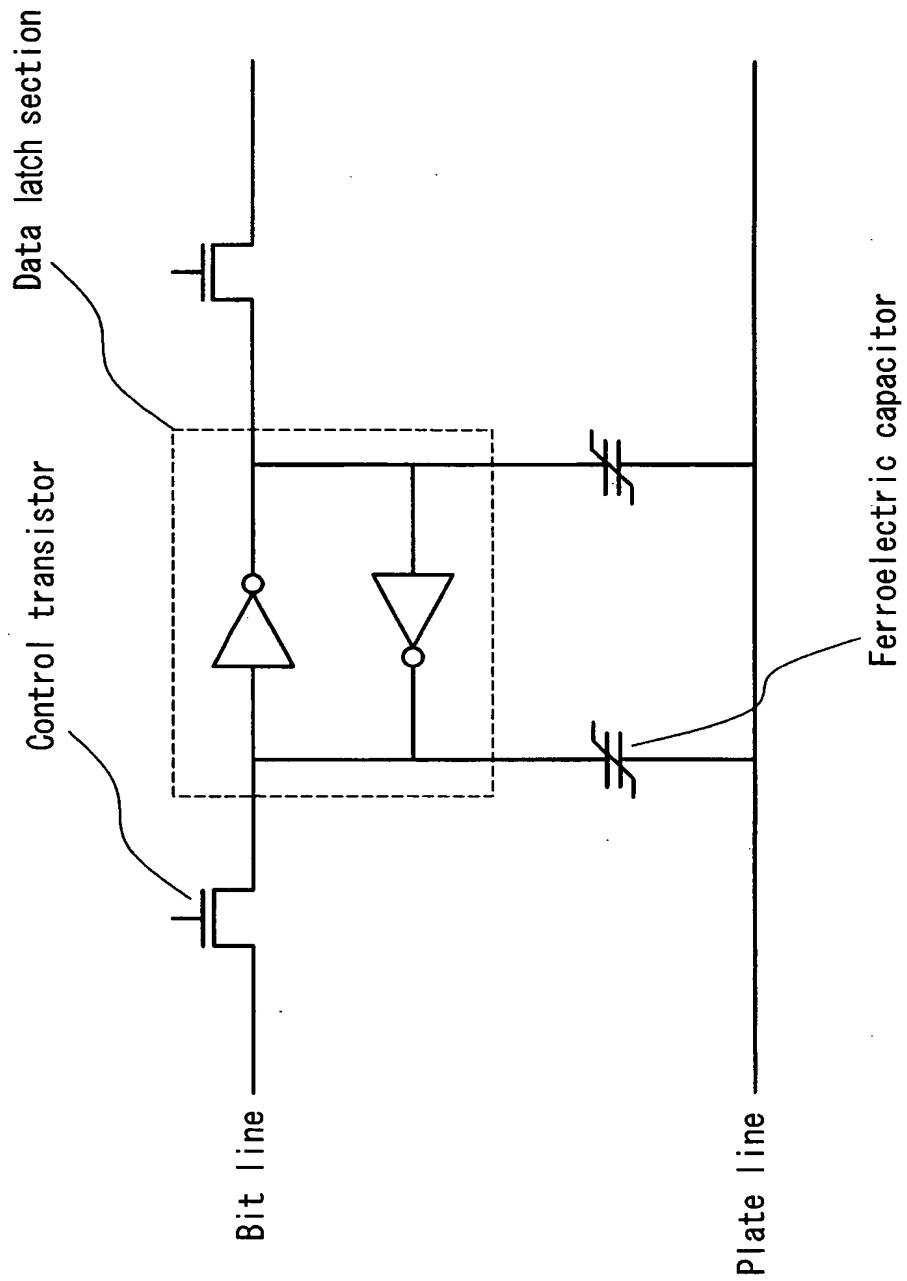 Data latch section
Control transistor
Ferroelectric capacitor
Bit line
Plate line